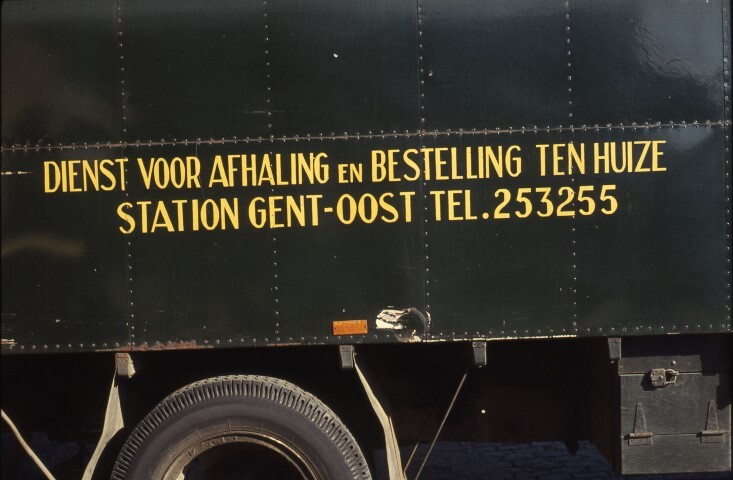 DIENST VOOR AFHALING EN BESTELLING TEN HUIZE
STATION GENT-OOST TEL. 253255